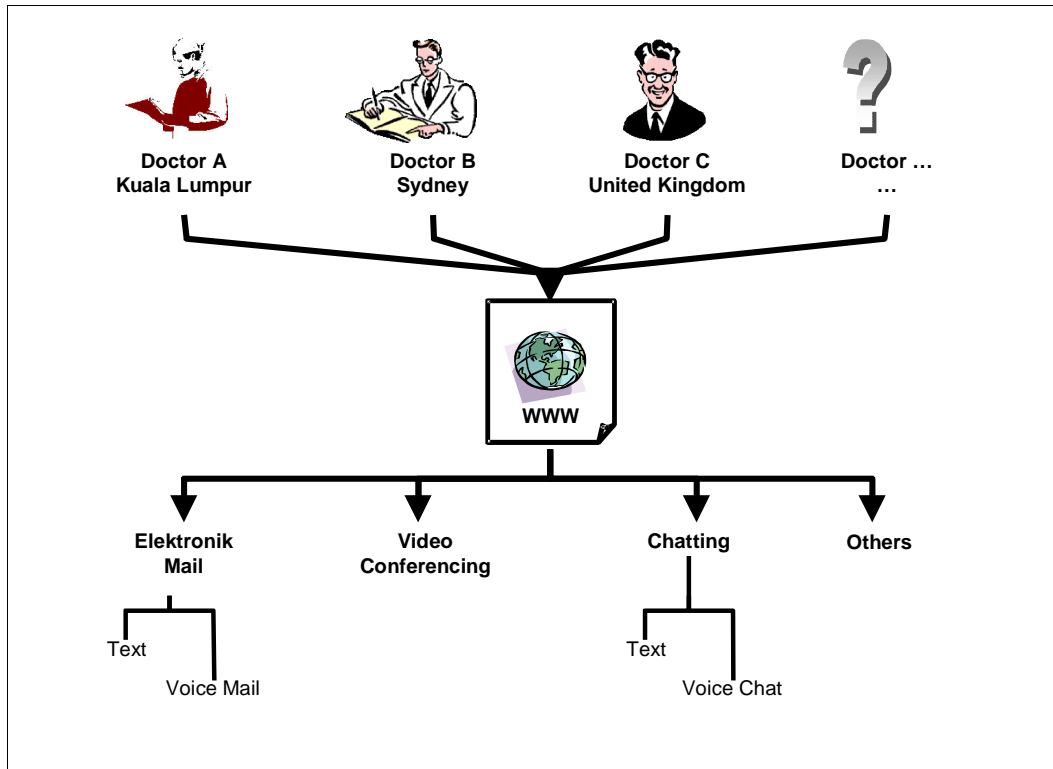 Doctor A
Kuala Lumpur
Doctor B
Sydney
Doctor C
United Kingdom
Doctor …
…
WWW
Elektronik
Mail
Video
Conferencing
Chatting
Others
Text
Voice Mail
Text
Voice Chat